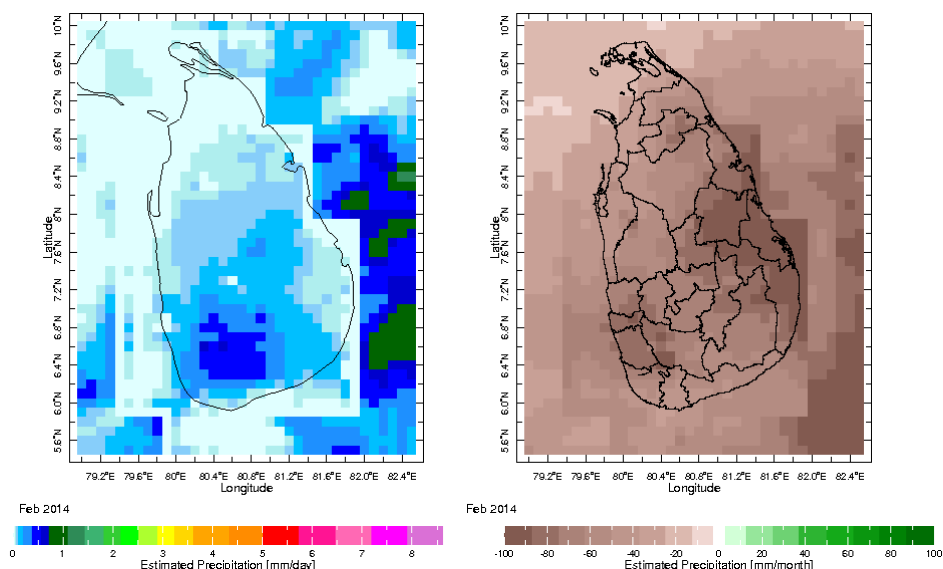 10°N
9.6°N
9.2°N
8.8°N
8.4°N
8°N
7.6°N
7.2°N
6.8°N
6.4°N
6.0°N
5.6°N
Latitude
79.2°E 79.6°E 80°E 80.4°E 80.8°E 81.2°E 81.6°E 82.0°E 82.4°E
Longitude
10°N
9.6°N
9.2°N
8.8°N
8.4°N
8°N
7.6°N
7.2°N
6.8°N
6.4°N
6.0°N
5.6°N
Latitude
79.2°E 79.6°E 80°E 80.4°E 80.8°E 81.2°E 81.6°E 82.0°E 82.4°E
Longitude
Feb 2014
0 1 2 3 4 5 6 7 8
Estimated Precipitation [mm/day]
Feb 2014
-100 -80 -60 -40 -20 0 20 40 60 80 100
Estimated Precipitation [mm/month]